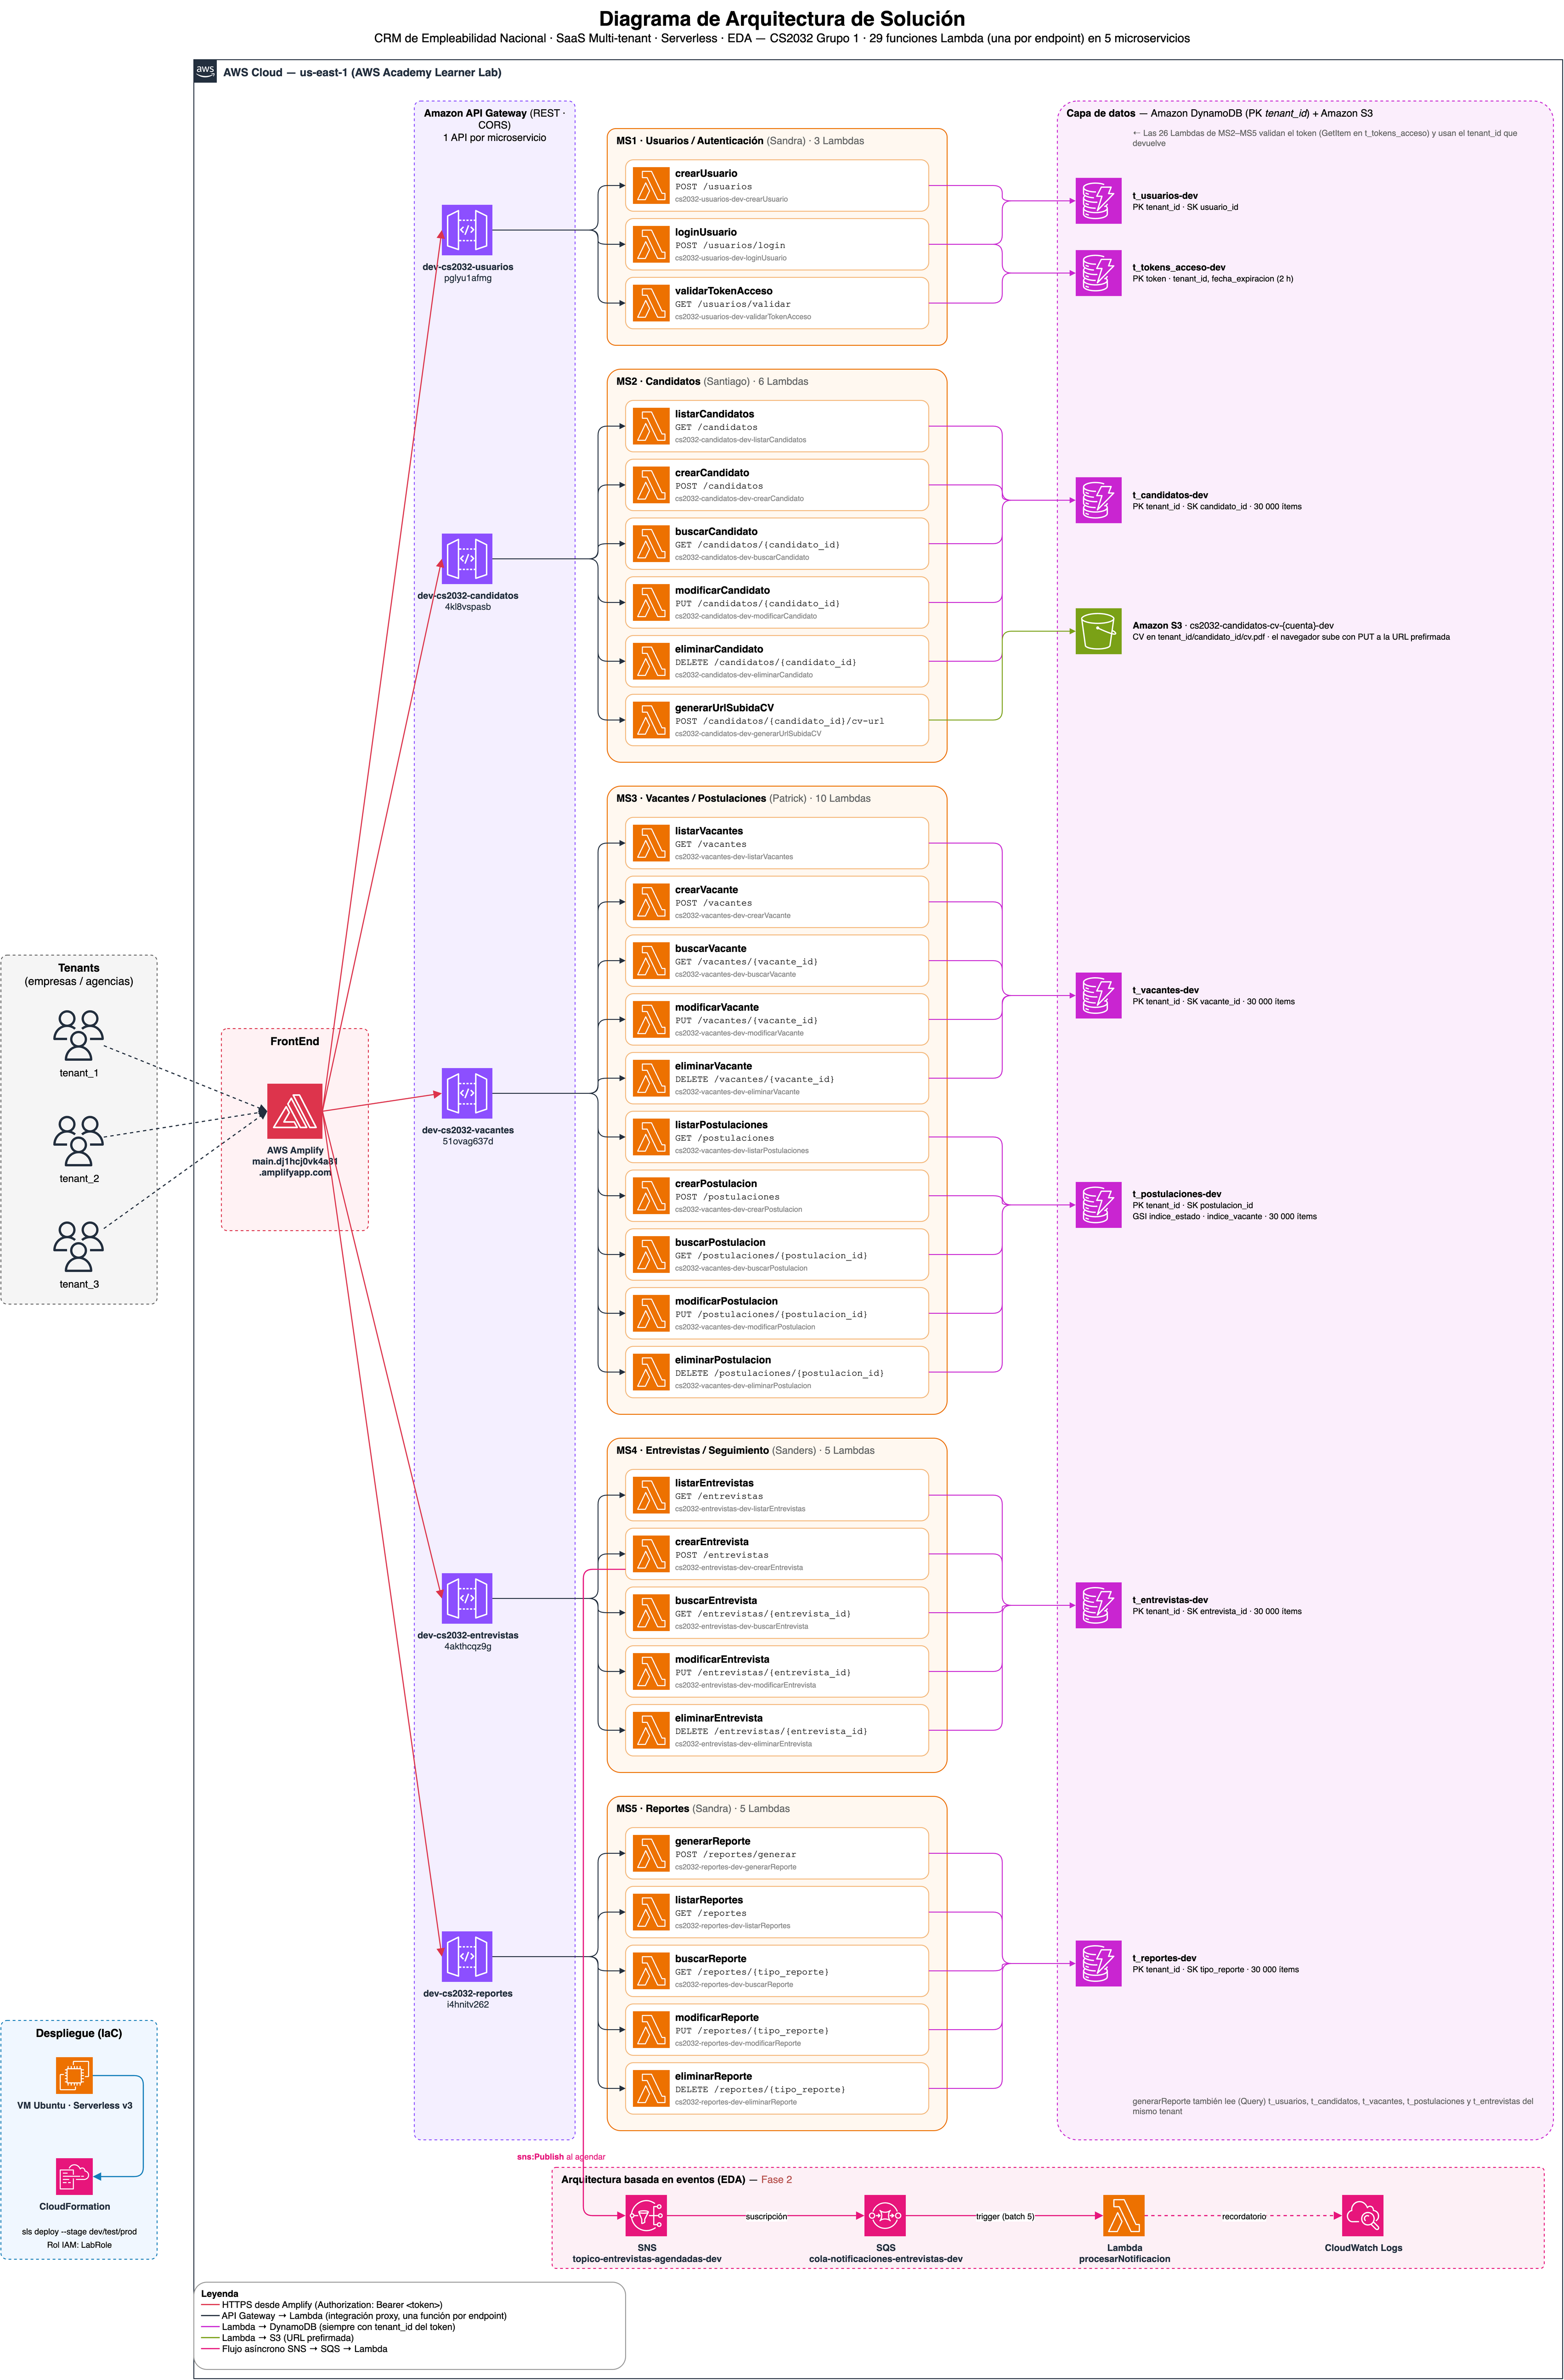 Diagrama de Arquitectura de Solución
CRM de Empleabilidad Nacional · SaaS Multi-tenant · Serverless · EDA — CS2032 Grupo 1 · 29 funciones Lambda (una por endpoint) en 5 microservicios
aws
AWS Cloud — us-east-1 (AWS Academy Learner Lab)
Tenants
(empresas / agencias)
tenant_1
tenant_2
tenant_3
FrontEnd
AWS Amplify
main.dj1hcj0vk4a81
.amplifyapp.com
Amazon API Gateway (REST ·
CORS)
1 API por microservicio
dev-cs2032-usuarios
pglyu1afmg
dev-cs2032-candidatos
4kl8vspasb
dev-cs2032-vacantes
51ovag637d
dev-cs2032-entrevistas
4akthcqz9g
dev-cs2032-reportes
i4hnitv262
MS1 · Usuarios / Autenticación (Sandra) · 3 Lambdas
crearUsuario
POST /usuarios
cs2032-usuarios-dev-crearUsuario
loginUsuario
POST /usuarios/login
cs2032-usuarios-dev-loginUsuario
validarTokenAcceso
GET /usuarios/validar
cs2032-usuarios-dev-validarTokenAcceso
MS2 · Candidatos (Santiago) · 6 Lambdas
listarCandidatos
GET /candidatos
cs2032-candidatos-dev-listarCandidatos
crearCandidato
POST /candidatos
cs2032-candidatos-dev-crearCandidato
buscarCandidato
GET /candidatos/{candidato_id}
cs2032-candidatos-dev-buscarCandidato
modificarCandidato
PUT /candidatos/{candidato_id}
cs2032-candidatos-dev-modificarCandidato
eliminarCandidato
DELETE /candidatos/{candidato_id}
cs2032-candidatos-dev-eliminarCandidato
generarUrlSubidaCV
POST /candidatos/{candidato_id}/cv-url
cs2032-candidatos-dev-generarUrlSubidaCV
MS3 · Vacantes / Postulaciones (Patrick) · 10 Lambdas
listarVacantes
GET /vacantes
cs2032-vacantes-dev-listarVacantes
crearVacante
POST /vacantes
cs2032-vacantes-dev-crearVacante
buscarVacante
GET /vacantes/{vacante_id}
cs2032-vacantes-dev-buscarVacante
modificarVacante
PUT /vacantes/{vacante_id}
cs2032-vacantes-dev-modificarVacante
eliminarVacante
DELETE /vacantes/{vacante_id}
cs2032-vacantes-dev-eliminarVacante
listarPostulaciones
GET /postulaciones
cs2032-vacantes-dev-listarPostulaciones
crearPostulacion
POST /postulaciones
cs2032-vacantes-dev-crearPostulacion
buscarPostulacion
GET /postulaciones/{postulacion_id}
cs2032-vacantes-dev-buscarPostulacion
modificarPostulacion
PUT /postulaciones/{postulacion_id}
cs2032-vacantes-dev-modificarPostulacion
eliminarPostulacion
DELETE /postulaciones/{postulacion_id}
cs2032-vacantes-dev-eliminarPostulacion
MS4 · Entrevistas / Seguimiento (Sanders) · 5 Lambdas
listarEntrevistas
GET /entrevistas
cs2032-entrevistas-dev-listarEntrevistas
crearEntrevista
POST /entrevistas
cs2032-entrevistas-dev-crearEntrevista
buscarEntrevista
GET /entrevistas/{entrevista_id}
cs2032-entrevistas-dev-buscarEntrevista
modificarEntrevista
PUT /entrevistas/{entrevista_id}
cs2032-entrevistas-dev-modificarEntrevista
eliminarEntrevista
DELETE /entrevistas/{entrevista_id}
cs2032-entrevistas-dev-eliminarEntrevista
MS5 · Reportes (Sandra) · 5 Lambdas
generarReporte
POST /reportes/generar
cs2032-reportes-dev-generarReporte
listarReportes
GET /reportes
cs2032-reportes-dev-listarReportes
buscarReporte
GET /reportes/{tipo_reporte}
cs2032-reportes-dev-buscarReporte
modificarReporte
PUT /reportes/{tipo_reporte}
cs2032-reportes-dev-modificarReporte
eliminarReporte
DELETE /reportes/{tipo_reporte}
cs2032-reportes-dev-eliminarReporte
Capa de datos — Amazon DynamoDB (PK tenant_id) + Amazon S3
← Las 26 Lambdas de MS2–MS5 validan el token (GetItem en t_tokens_acceso) y usan el tenant_id que
devuelve
t_usuarios-dev
PK tenant_id · SK usuario_id
t_tokens_acceso-dev
PK token · tenant_id, fecha_expiracion (2 h)
t_candidatos-dev
PK tenant_id · SK candidato_id · 30 000 ítems
Amazon S3 · cs2032-candidatos-cv-{cuenta}-dev
CV en tenant_id/candidato_id/cv.pdf · el navegador sube con PUT a la URL prefirmada
t_vacantes-dev
PK tenant_id · SK vacante_id · 30 000 ítems
t_postulaciones-dev
PK tenant_id · SK postulacion_id
GSI indice_estado · indice_vacante · 30 000 ítems
t_entrevistas-dev
PK tenant_id · SK entrevista_id · 30 000 ítems
t_reportes-dev
PK tenant_id · SK tipo_reporte · 30 000 ítems
generarReporte también lee (Query) t_usuarios, t_candidatos, t_vacantes, t_postulaciones y t_entrevistas del
mismo tenant
Despliegue (IaC)
VM Ubuntu · Serverless v3
CloudFormation
sls deploy --stage dev/test/prod
Rol IAM: LabRole
sns:Publish al agendar
Arquitectura basada en eventos (EDA) — Fase 2
SNS
topico-entrevistas-agendadas-dev
suscripción
SQS
cola-notificaciones-entrevistas-dev
trigger (batch 5)
Lambda
procesarNotificacion
recordatorio
CloudWatch Logs
Leyenda
HTTPS desde Amplify (Authorization: Bearer <token>)
API Gateway → Lambda (integración proxy, una función por endpoint)
Lambda → DynamoDB (siempre con tenant_id del token)
Lambda → S3 (URL prefirmada)
Flujo asíncrono SNS → SQS → Lambda